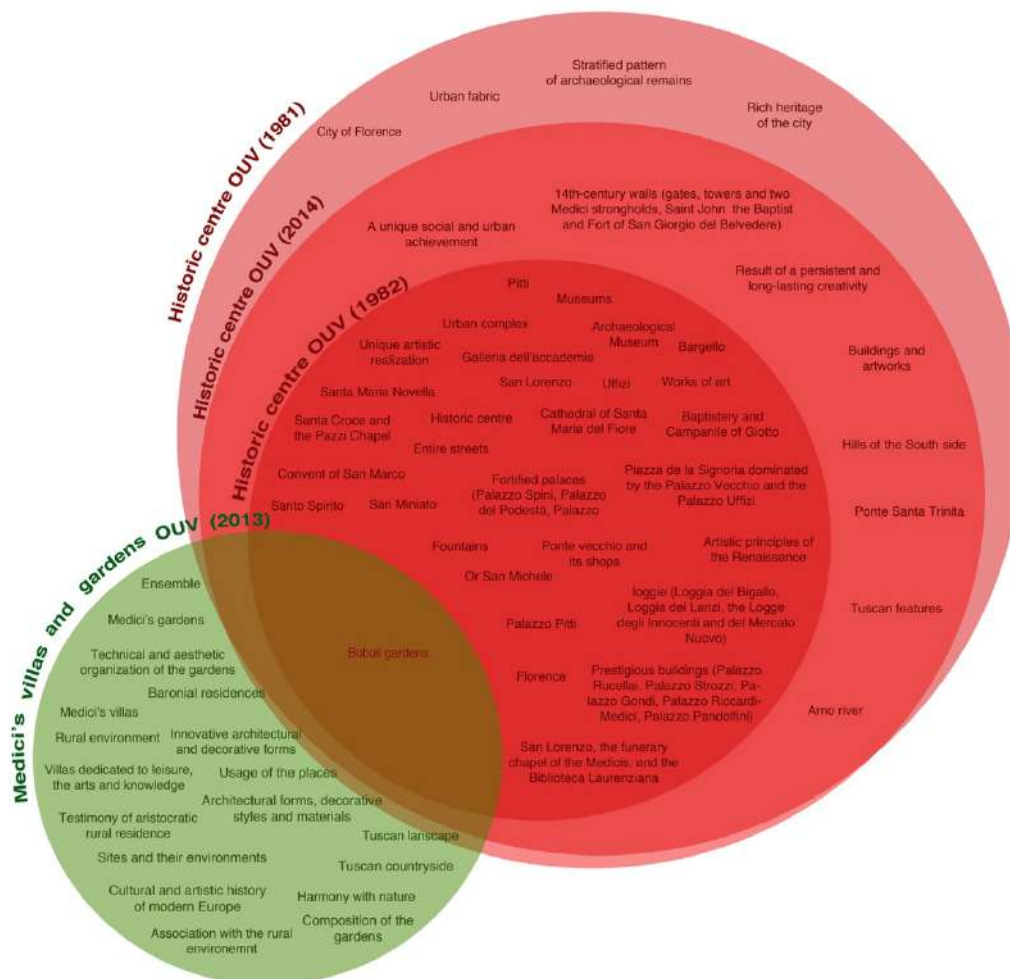 Historic centre OUV (1981)
Stratified pattern
of archaeological remains
Urban fabric
Rich heritage
of the city
City of Florence
Historic centre OUV (2014)
14th-century walls (gates, towers and two
Medici strongholds, Saint John the Baptist
and Fort of San Giorgio del Belvedere)
A unique social and urban
achievement
Result of a persistent and
long-lasting creativity
Buildings and
artworks
Hills of the South side
Ponte Santa Trinita
Tuscan features
Arno river
Historic centre OUV (1982)
Pitti
Museums
Urban complex
Archaeological
Museum
Bargello
Unique artistic
realization
Galleria dell'accademia
San Lorenzo
Uffizi
Works of art
Santa Maria Novella
Santa Croce and
the Pazzi Chapel
Historic centre
Cathedral of Santa
Maria del Fiore
Baptistery and
Campanile of Giotto
Entire streets
Convent of San Marco
Fortified palaces
(Palazzo Spini, Palazzo
del Podestà, Palazzo
Piazza de la Signoria dominated
by the Palazzo Vecchio and the
Palazzo Uffizi
Santo Spirito
San Miniato
Fountains
Ponte vecchio and
its shops
Artistic principles of
the Renaissance
Or San Michele
loggie (Loggia del Bigallo,
Loggia dei Lanzi, the Logge
degli Innocenti and del Mercato
Nuovo)
Palazzo Pitti
Boboli gardens
Florence
Prestigious buildings (Palazzo
Rucellai, Palazzo Strozzi, Pa-
lazzo Gondi, Palazzo Riccardi-
Medici, Palazzo Pandolfini)
San Lorenzo, the funerary
chapel of the Medicis, and the
Biblioteca Laurenziana
Medici's villas and gardens OUV (2013)
Ensemble
Medici's gardens
Technical and aesthetic
organization of the gardens
Baronial residences
Medici's villas
Rural environment
Innovative architectural
and decorative forms
Villas dedicated to leisure,
the arts and knowledge
Usage of the places
Architectural forms, decorative
styles and materials
Testimony of aristocratic
rural residence
Tuscan lanscape
Sites and their environments
Tuscan countryside
Cultural and artistic history
of modern Europe
Harmony with nature
Composition of the
gardens
Association with the rural
environemnt